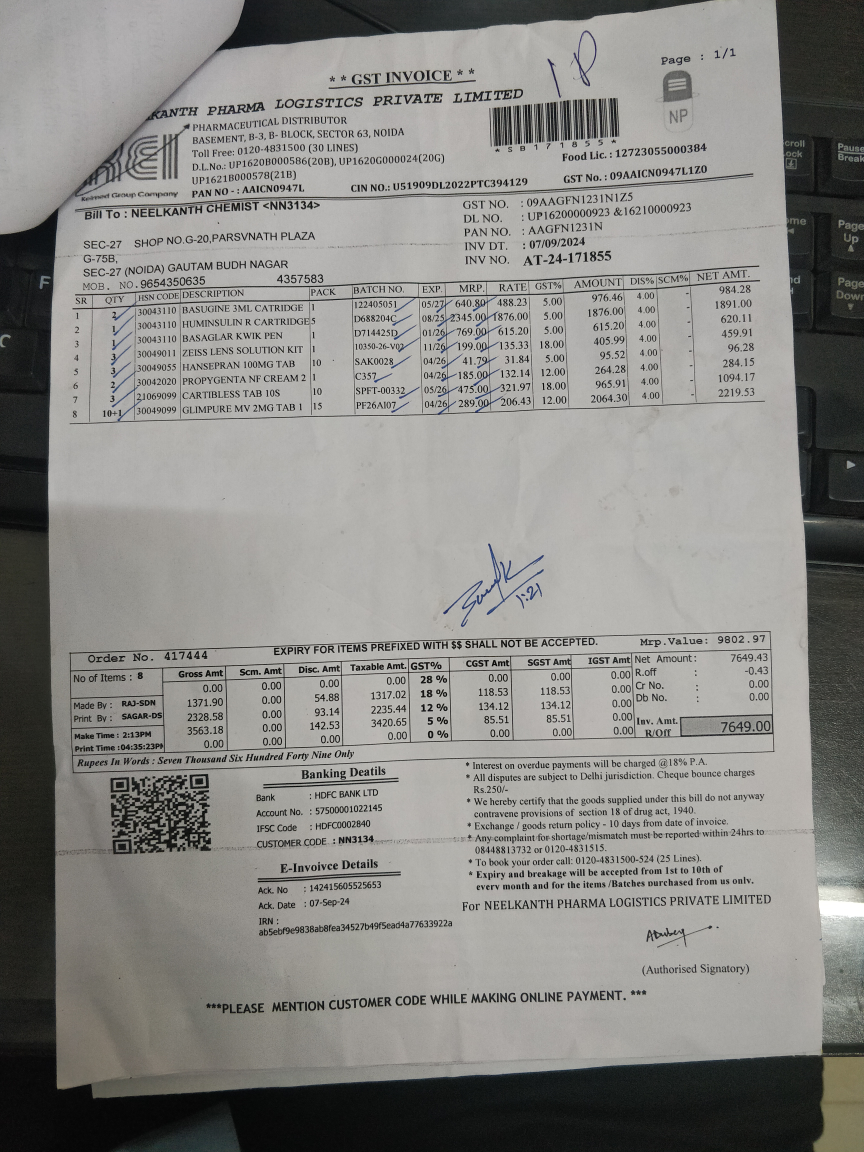 ** GST INVOICE **
Page : 1/1
KANTH PHARMA LOGISTICS PRIVATE LIMITED
PHARMACEUTICAL DISTRIBUTOR
BASEMENT, B-3, B- BLOCK, SECTOR 63, NOIDA
Toll Free: 0120-4831500 (30 LINES)
D.L.No.: UP1620B000586(20B), UP1620G000024(20G)
UP1621B000578(21B)
PAN NO - : AAICN0947L
CIN NO.: U51909DL2022PTC394129
NP
*SB171855*
Food Lic. : 12723055000384
GST No. : 09AAICN0947L1Z0
Group Company
Bill To : NEELKANTH CHEMIST <NN3134>
SEC-27 SHOP NO.G-20,PARSVNATH PLAZA
G-75B,
SEC-27 (NOIDA) GAUTAM BUDH NAGAR
MOB. NO.9654350635 4357583
GST NO. : 09AAGFN1231N1Z5
DL NO. : UP16200000923 &16210000923
PAN NO. : AAGFN1231N
INV DT. : 07/09/2024
INV NO. AT-24-171855
SR QTY HSN CODE DESCRIPTION PACK BATCH NO. EXP. MRP. RATE GST% AMOUNT DIS% SCM% NET AMT.
1 2 30043110 BASUGINE 3ML CATRIDGE 1 122405051 05/27 640.80 488.23 5.00 976.46 4.00 - 984.28
2 1 30043110 HUMINSULIN R CARTRIDGE 5 D688204C 08/25 2345.00 1876.00 5.00 1876.00 4.00 - 1891.00
3 1 30043110 BASAGLAR KWIK PEN 1 D714425D 01/26 769.00 615.20 5.00 615.20 4.00 - 620.11
4 3 30049011 ZEISS LENS SOLUTION KIT 1 10350-26-V02 11/26 199.00 135.33 18.00 405.99 4.00 - 459.91
5 3 30049055 HANSEPRAN 100MG TAB 10 SAK0028 04/26 41.79 31.84 5.00 95.52 4.00 - 96.28
6 2 30042020 PROPYGENTA NF CREAM 2 1 C357 04/26 185.00 132.14 12.00 264.28 4.00 - 284.15
7 3 21069099 CARTIBLESS TAB 10S 10 SPFT-00332 05/26 475.00 321.97 18.00 965.91 4.00 - 1094.17
8 10+1 30049099 GLIMPURE MV 2MG TAB 1 15 PF26AI07 04/26 289.00 206.43 12.00 2064.30 4.00 - 2219.53
1:21
Order No. 417444
EXPIRY FOR ITEMS PREFIXED WITH $$ SHALL NOT BE ACCEPTED.
Mrp.Value: 9802.97
No of Items : 8
Made By : RAJ-SDN
Print By : SAGAR-DS
Make Time : 2:13PM
Print Time :04:35:23PM
Gross Amt Scm. Amt Disc. Amt Taxable Amt. GST% CGST Amt SGST Amt IGST Amt
0.00 0.00 0.00 0.00 28 % 0.00 0.00 0.00
1371.90 0.00 54.88 1317.02 18 % 118.53 118.53 0.00
2328.58 0.00 93.14 2235.44 12 % 134.12 134.12 0.00
3563.18 0.00 142.53 3420.65 5 % 85.51 85.51 0.00
0.00 0.00 0.00 0.00 0 % 0.00 0.00 0.00
Net Amount: 7649.43
R.off : -0.43
Cr No. : 0.00
Db No. : 0.00
Inv. Amt. R/Off 7649.00
Rupees In Words : Seven Thousand Six Hundred Forty Nine Only
Banking Deatils
Bank : HDFC BANK LTD
Account No. : 57500001022145
IFSC Code : HDFC0002840
CUSTOMER CODE : NN3134
E-Invoivce Details
Ack. No : 142415605525653
Ack. Date : 07-Sep-24
IRN :
ab5ebf9e9838ab8fea34527b49f5ead4a77633922a
* Interest on overdue payments will be charged @18% P.A.
* All disputes are subject to Delhi jurisdiction. Cheque bounce charges
Rs.250/-
* We hereby certify that the goods supplied under this bill do not anyway
contravene provisions of section 18 of drug act, 1940.
* Exchange / goods return policy - 10 days from date of invoice.
* Any complaint for shortage/mismatch must be reported within 24hrs to
08448813732 or 0120-4831515.
* To book your order call: 0120-4831500-524 (25 Lines).
* Expiry and breakage will be accepted from 1st to 10th of
every month and for the items /Batches purchased from us only.
For NEELKANTH PHARMA LOGISTICS PRIVATE LIMITED
(Authorised Signatory)
***PLEASE MENTION CUSTOMER CODE WHILE MAKING ONLINE PAYMENT. ***